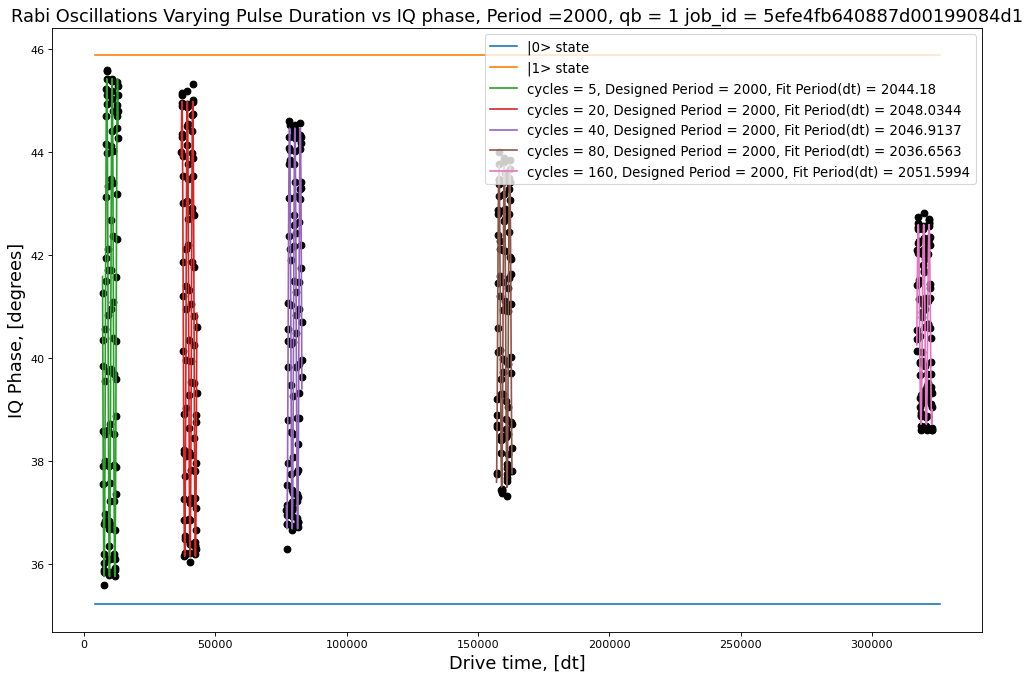 Rabi Oscillations Varying Pulse Duration vs IQ phase, Period =2000, qb = 1 job_id = 5efe4fb640887d00199084d1
|0> state
|1> state
cycles = 5, Designed Period = 2000, Fit Period(dt) = 2044.18
cycles = 20, Designed Period = 2000, Fit Period(dt) = 2048.0344
cycles = 40, Designed Period = 2000, Fit Period(dt) = 2046.9137
cycles = 80, Designed Period = 2000, Fit Period(dt) = 2036.6563
cycles = 160, Designed Period = 2000, Fit Period(dt) = 2051.5994
IQ Phase, [degrees]
46
44
42
40
38
36
0 50000 100000 150000 200000 250000 300000
Drive time, [dt]